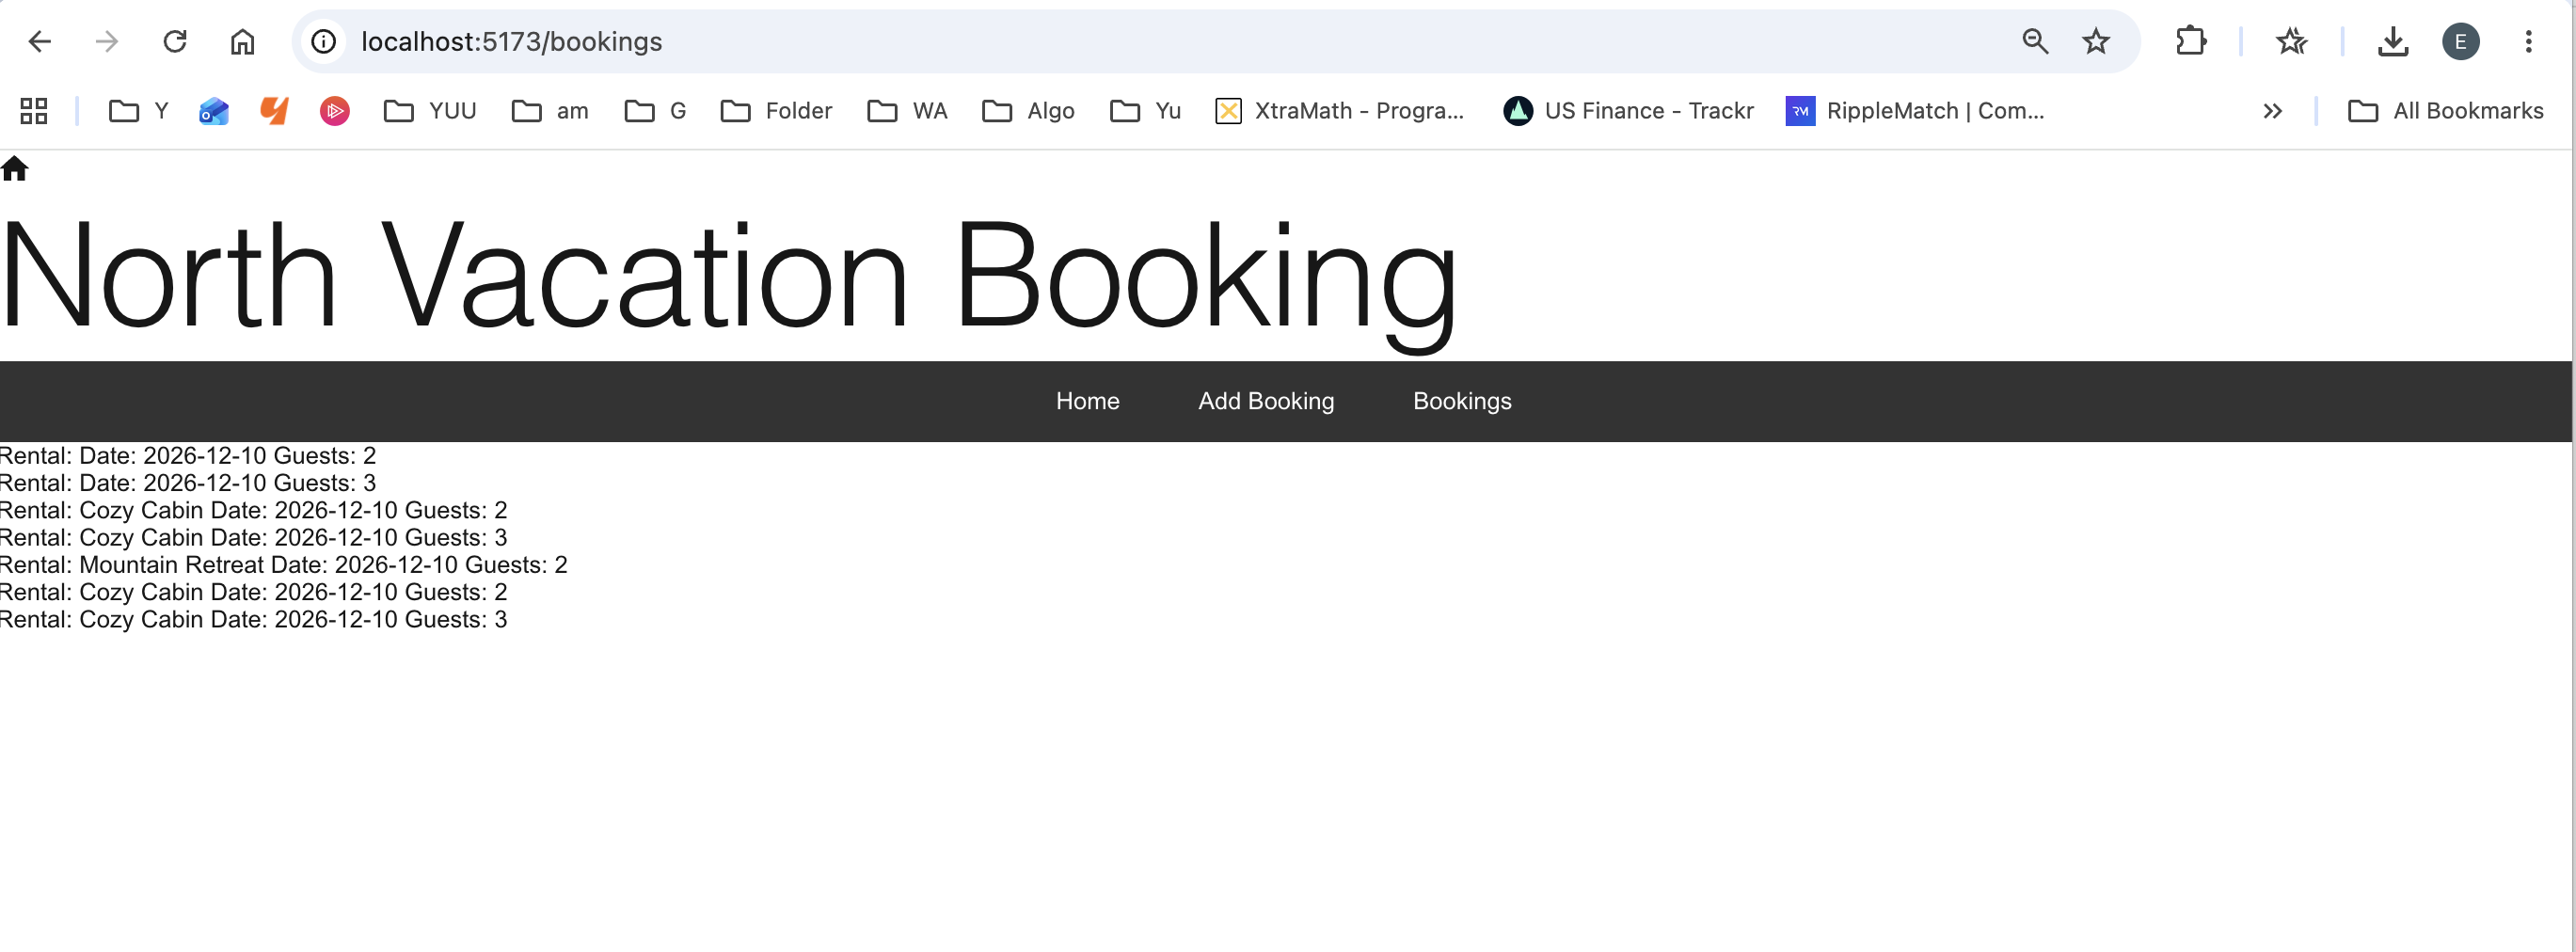 localhost:5173/bookings
E
Y YUU am G Folder WA Algo Yu XtraMath - Progra... US Finance - Trackr RM RippleMatch | Com... All Bookmarks
North Vacation Booking
Home Add Booking Bookings
Rental: Date: 2026-12-10 Guests: 2
Rental: Date: 2026-12-10 Guests: 3
Rental: Cozy Cabin Date: 2026-12-10 Guests: 2
Rental: Cozy Cabin Date: 2026-12-10 Guests: 3
Rental: Mountain Retreat Date: 2026-12-10 Guests: 2
Rental: Cozy Cabin Date: 2026-12-10 Guests: 2
Rental: Cozy Cabin Date: 2026-12-10 Guests: 3